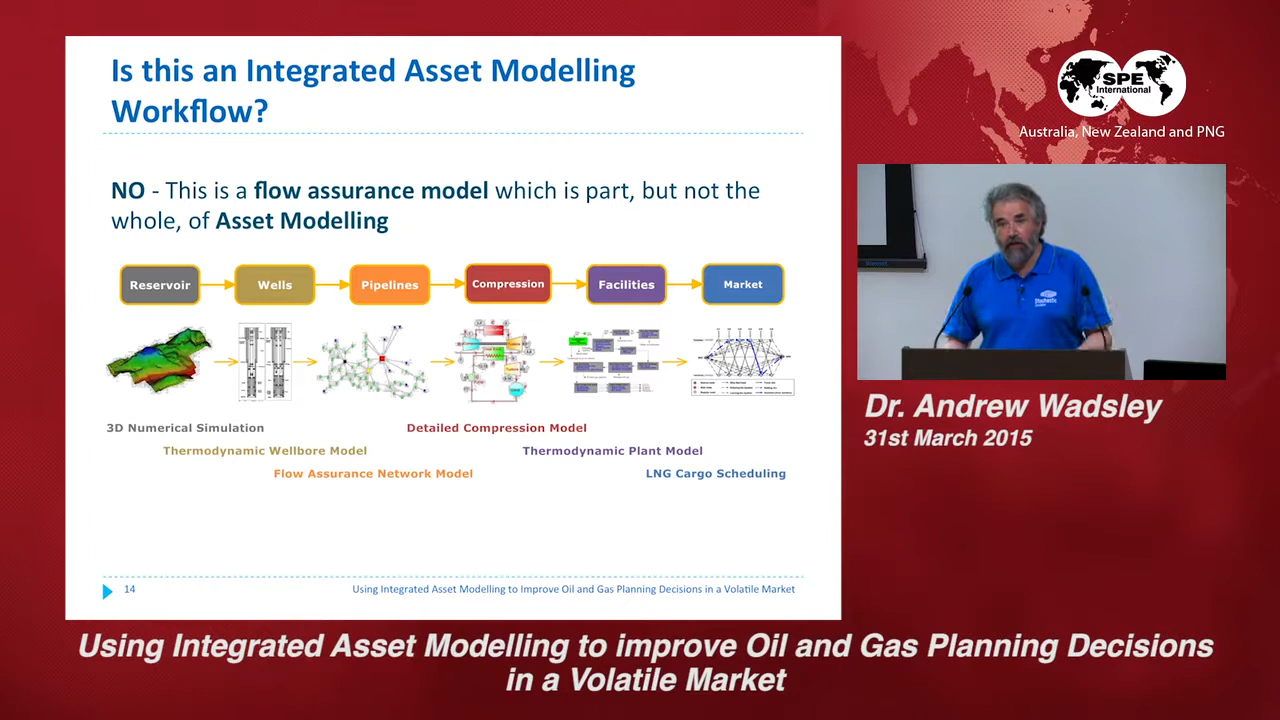 Is this an Integrated Asset Modelling
Workflow?
NO - This is a flow assurance model which is part, but not the
whole, of Asset Modelling
Reservoir
Wells
Pipelines
Compression
Facilities
Market
3D Numerical Simulation
Detailed Compression Model
Thermodynamic Wellbore Model
Thermodynamic Plant Model
Flow Assurance Network Model
LNG Cargo Scheduling
14
Using Integrated Asset Modelling to Improve Oil and Gas Planning Decisions in a Volatile Market
SPE
International
Australia, New Zealand and PNG
Stochastic
Dr. Andrew Wadsley
31st March 2015
Using Integrated Asset Modelling to improve Oil and Gas Planning Decisions
in a Volatile Market